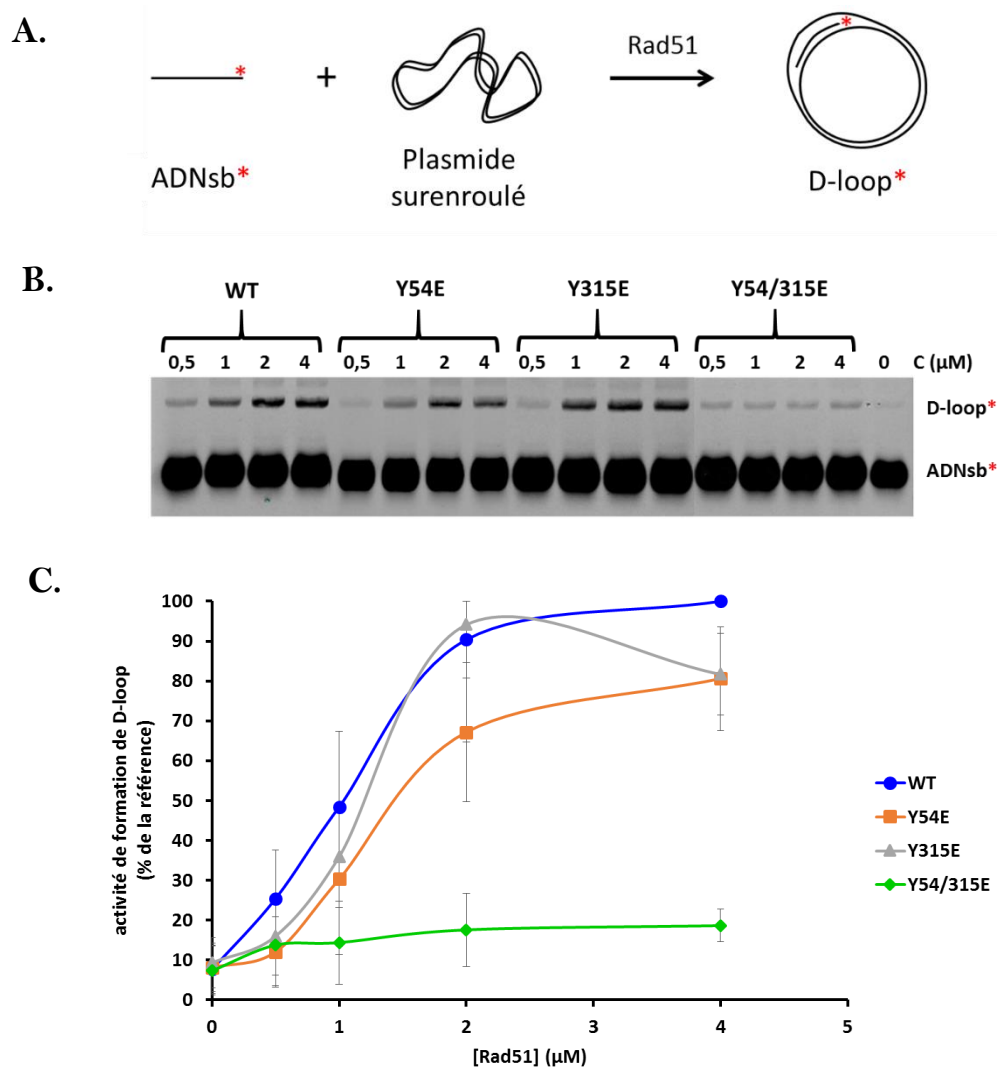 A.
ADNsb*
+
Plasmide
surenroulé
Rad51
*
D-loop*
B.
WT Y54E Y315E Y54/315E
0,5 1 2 4 0,5 1 2 4 0,5 1 2 4 0,5 1 2 4 0 C (µM)
D-loop*
ADNsb*
C.
activité de formation de D-loop
(% de la référence)
100
90
80
70
60
50
40
30
20
10
0
0 1 2 3 4 5
[Rad51] (µM)
WT
Y54E
Y315E
Y54/315E